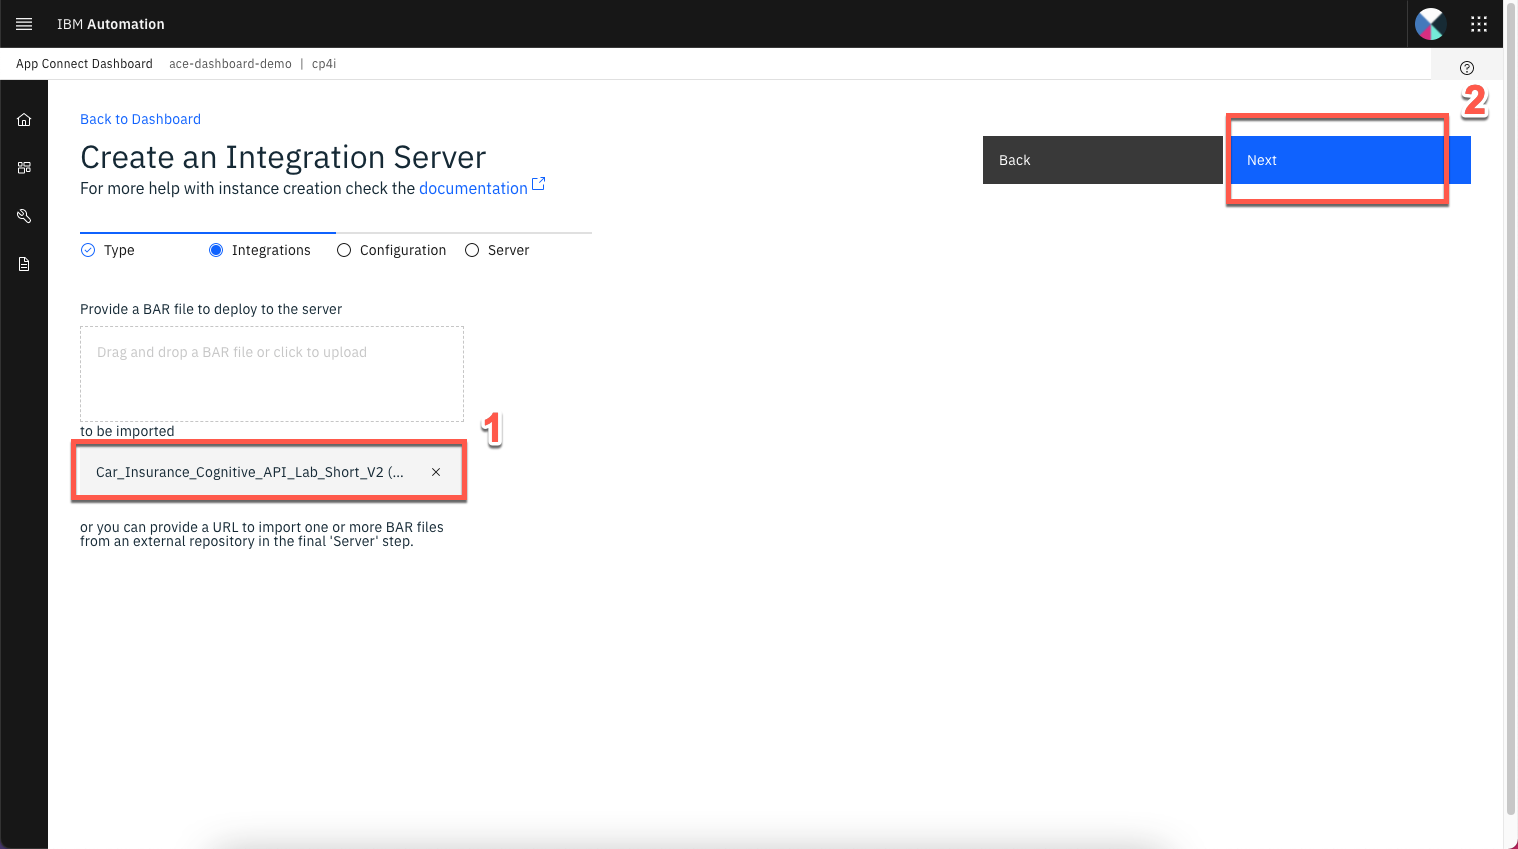 IBM Automation
App Connect Dashboard ace-dashboard-demo | cp4i
2
Back to Dashboard
Create an Integration Server
For more help with instance creation check the documentation
Back
Next
Type Integrations Configuration Server
Provide a BAR file to deploy to the server
Drag and drop a BAR file or click to upload
to be imported
1
Car_Insurance_Cognitive_API_Lab_Short_V2 (...
or you can provide a URL to import one or more BAR files
from an external repository in the final 'Server' step.